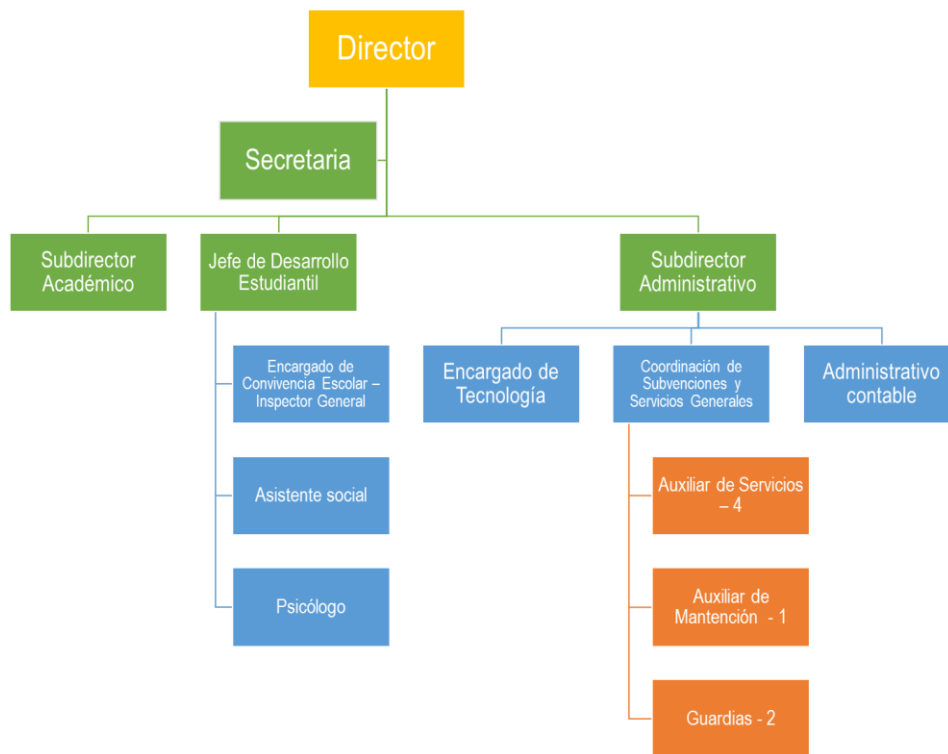 Director
Secretaria
Subdirector
Académico
Jefe de Desarrollo
Estudiantil
Subdirector
Administrativo
Encargado de
Convivencia Escolar –
Inspector General
Encargado de
Tecnología
Coordinación de
Subvenciones y
Servicios Generales
Administrativo
contable
Asistente social
Auxiliar de Servicios
– 4
Psicólogo
Auxiliar de
Mantención - 1
Guardias - 2